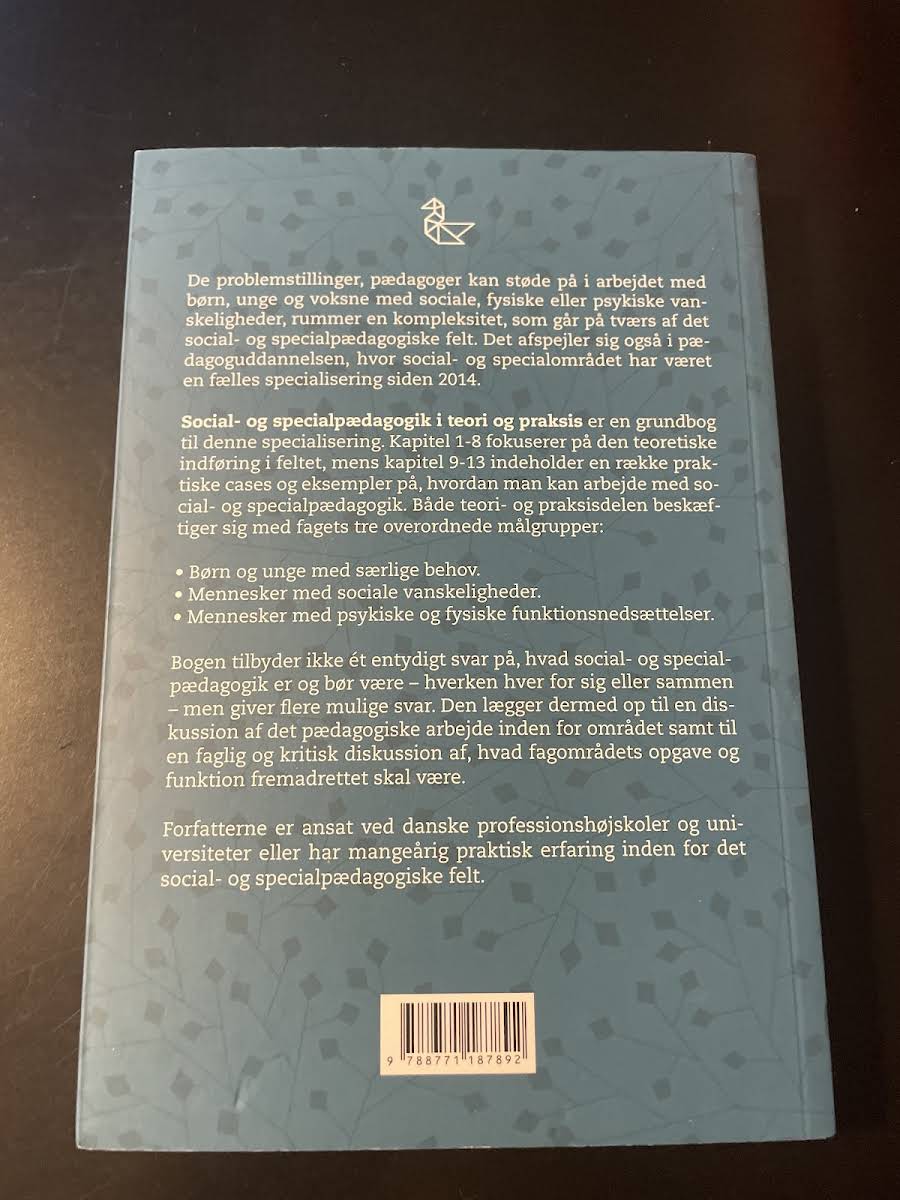 De problemstillinger, pædagoger kan støde på i arbejdet med
børn, unge og voksne med sociale, fysiske eller psykiske van-
skeligheder, rummer en kompleksitet, som går på tværs af det
social- og specialpædagogiske felt. Det afspejler sig også i pæ-
dagoguddannelsen, hvor social- og specialområdet har været
en fælles specialisering siden 2014.
Social- og specialpædagogik i teori og praksis er en grundbog
til denne specialisering. Kapitel 1-8 fokuserer på den teoretiske
indføring i feltet, mens kapitel 9-13 indeholder en række prak-
tiske cases og eksempler på, hvordan man kan arbejde med so-
cial- og specialpædagogik. Både teori- og praksisdelen beskæf-
tiger sig med fagets tre overordnede målgrupper:
• Børn og unge med særlige behov.
• Mennesker med sociale vanskeligheder.
• Mennesker med psykiske og fysiske funktionsnedsættelser.
Bogen tilbyder ikke ét entydigt svar på, hvad social- og special-
pædagogik er og bør være – hverken hver for sig eller sammen
– men giver flere mulige svar. Den lægger dermed op til en dis-
kussion af det pædagogiske arbejde inden for området samt til
en faglig og kritisk diskussion af, hvad fagområdets opgave og
funktion fremadrettet skal være.
Forfatterne er ansat ved danske professionshøjskoler og uni-
versiteter eller har mangeårig praktisk erfaring inden for det
social- og specialpædagogiske felt.
9 788771 187892